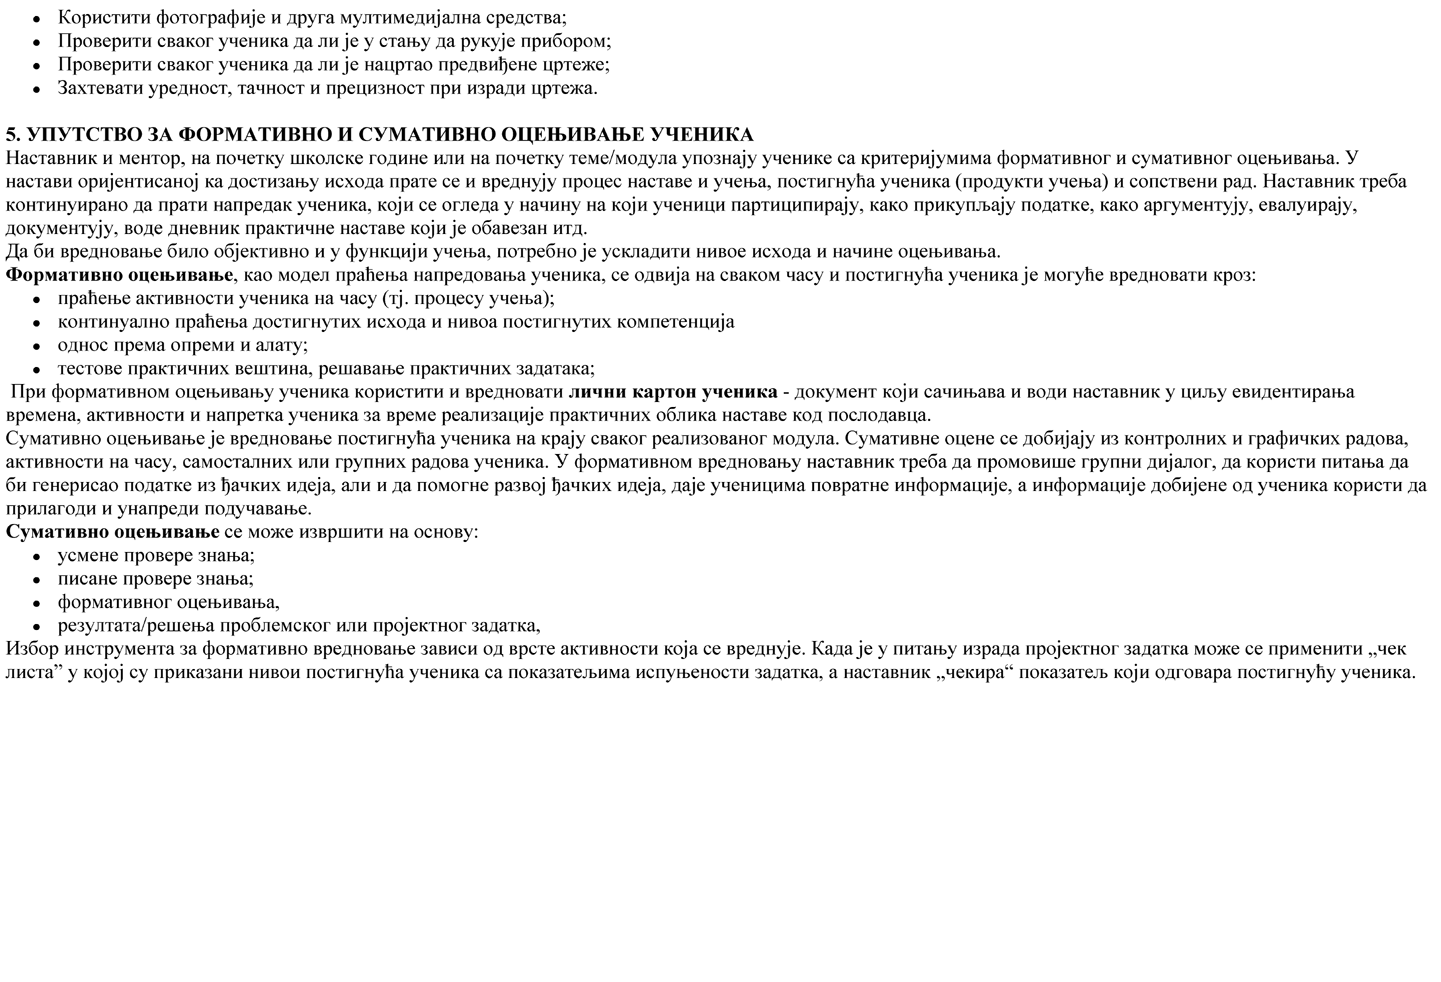 • Користити фотографије и друга мултимедијална средства;
• Проверити сваког ученика да ли је у стању да рукује прибором;
• Проверити сваког ученика да ли је нацртао предвиђене цртеже;
• Захтевати уредност, тачност и прецизност при изради цртежа.
5. УПУТСТВО ЗА ФОРМАТИВНО И СУМАТИВНО ОЦЕЊИВАЊЕ УЧЕНИКА
Наставник и ментор, на почетку школске године или на почетку теме/модула упознају ученике са критеријумима формативног и сумативног оцењивања. У
настави оријентисаној ка достизању исхода прате се и вреднују процес наставе и учења, постигнућа ученика (продукти учења) и сопствени рад. Наставник треба
континуирано да прати напредак ученика, који се огледа у начину на који ученици партиципирају, како прикупљају податке, како аргументују, евалуирају,
документују, воде дневник практичне наставе који је обавезан итд.
Да би вредновање било објективно и у функцији учења, потребно је ускладити нивое исхода и начине оцењивања.
Формативно оцењивање, као модел праћења напредовања ученика, се одвија на сваком часу и постигнућа ученика је могуће вредновати кроз:
• праћење активности ученика на часу (тј. процесу учења);
• континуално праћења достигнутих исхода и нивоа постигнутих компетенција
• однос према опреми и алату;
• тестове практичних вештина, решавање практичних задатака;
При формативном оцењивању ученика користити и вредновати лични картон ученика - документ који сачињава и води наставник у циљу евидентирања
времена, активности и напретка ученика за време реализације практичних облика наставе код послодавца.
Сумативно оцењивање је вредновање постигнућа ученика на крају сваког реализованог модула. Сумативне оцене се добијају из контролних и графичких радова,
активности на часу, самосталних или групних радова ученика. У формативном вредновању наставник треба да промовише групни дијалог, да користи питања да
би генерисао податке из ђачких идеја, али и да помогне развој ђачких идеја, даје ученицима повратне информације, а информације добијене од ученика користи да
прилагоди и унапреди подучавање.
Сумативно оцењивање се може извршити на основу:
• усмене провере знања;
• писане провере знања;
• формативног оцењивања,
• резултата/решења проблемског или пројектног задатка,
Избор инструмента за формативно вредновање зависи од врсте активности која се вреднује. Када је у питању израда пројектног задатка може се применити „чек
листа” у којој су приказани нивои постигнућа ученика са показатељима испуњености задатка, а наставник „чекира“ показатељ који одговара постигнућу ученика.